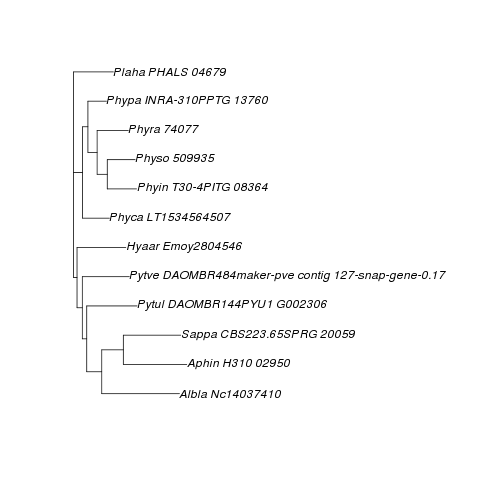 Plaha PHALS 04679
Phypa INRA-310PPTG 13760
Phyra 74077
Physo 509935
Phyin T30-4PITG 08364
Phyca LT1534564507
Hyaar Emoy2804546
Pytve DAOMBR484maker-pve contig 127-snap-gene-0.17
Pytul DAOMBR144PYU1 G002306
Sappa CBS223.65SPRG 20059
Aphin H310 02950
Albla Nc14037410